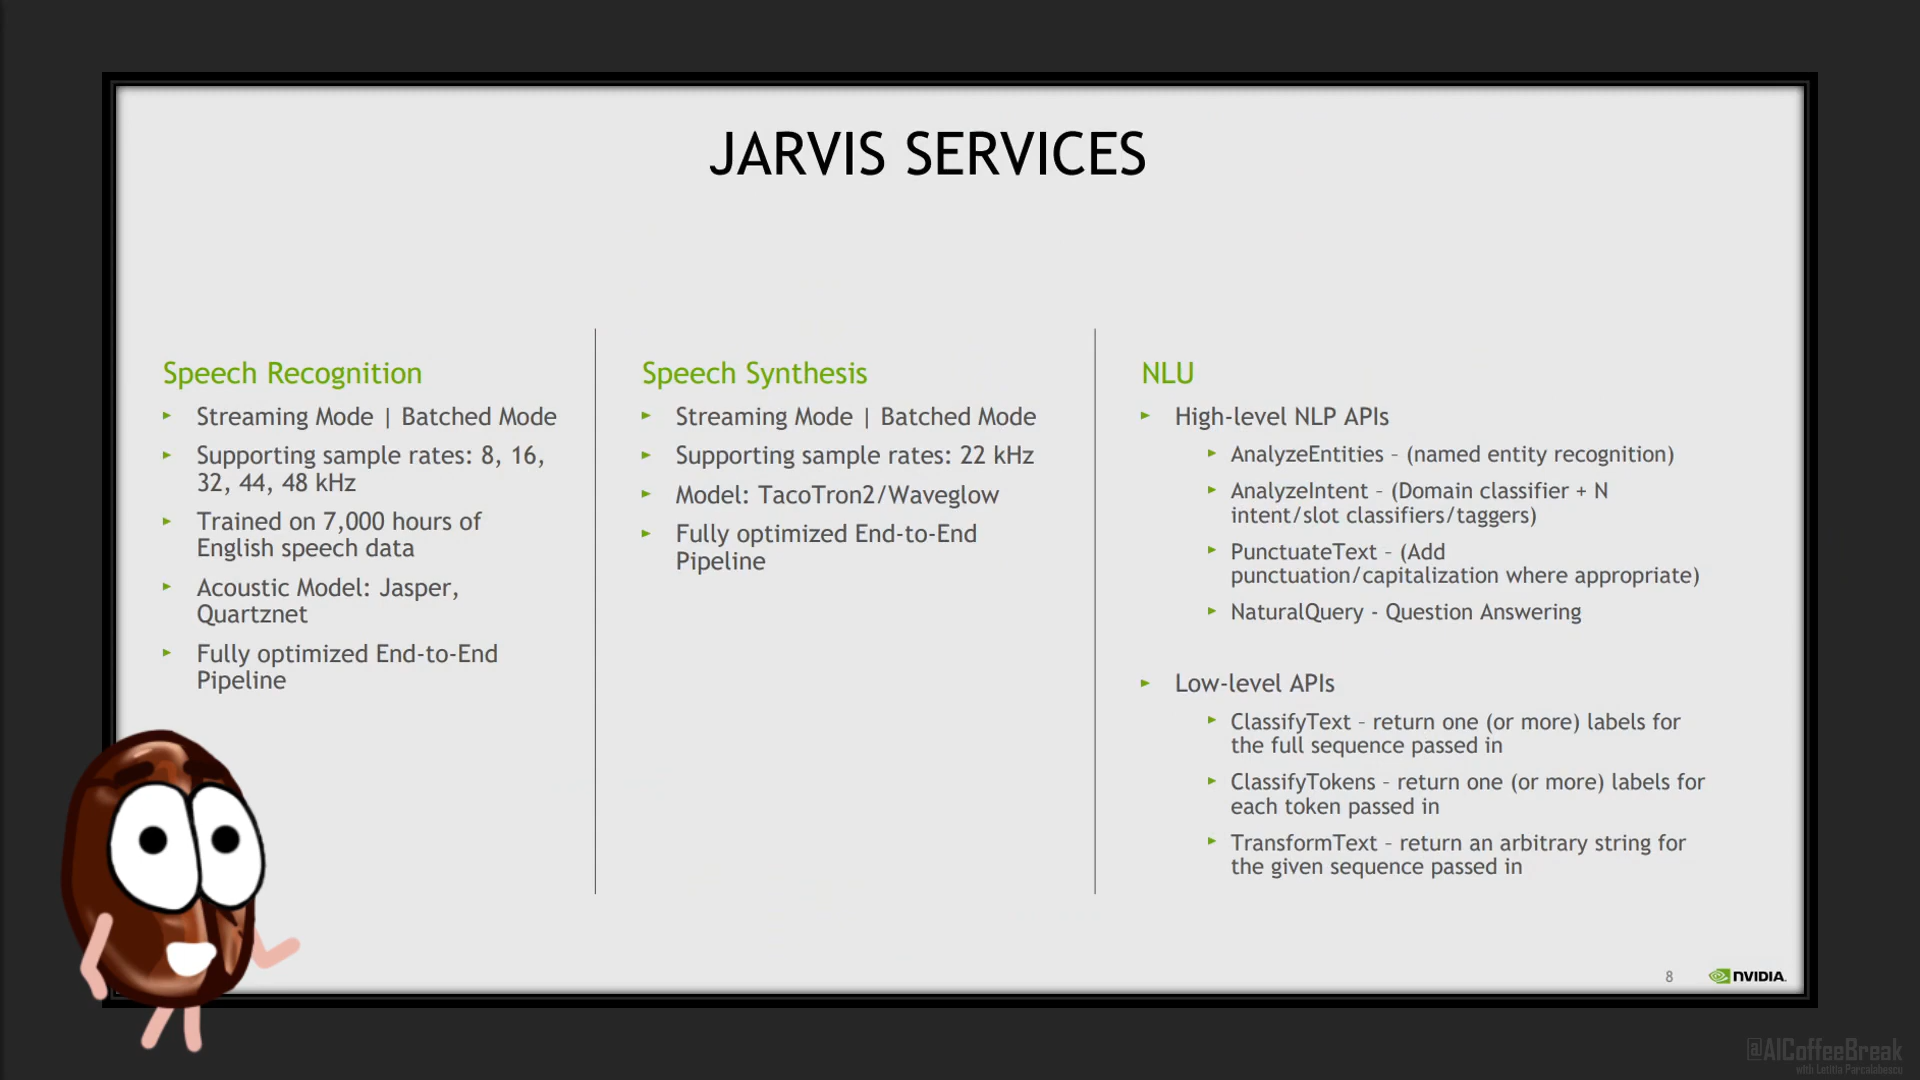 JARVIS SERVICES
Speech Recognition
Streaming Mode | Batched Mode
Supporting sample rates: 8, 16,
32, 44, 48 kHz
Trained on 7,000 hours of
English speech data
Acoustic Model: Jasper,
Quartznet
Fully optimized End-to-End
Pipeline
Speech Synthesis
Streaming Mode | Batched Mode
Supporting sample rates: 22 kHz
Model: TacoTron2/Waveglow
Fully optimized End-to-End
Pipeline
NLU
High-level NLP APIs
AnalyzeEntities – (named entity recognition)
AnalyzeIntent – (Domain classifier + N
intent/slot classifiers/taggers)
PunctuateText – (Add
punctuation/capitalization where appropriate)
NaturalQuery - Question Answering
Low-level APIs
ClassifyText – return one (or more) labels for
the full sequence passed in
ClassifyTokens – return one (or more) labels for
each token passed in
TransformText – return an arbitrary string for
the given sequence passed in
8
NVIDIA.
@AICoffeeBreak
with Letitia Parcalabescu